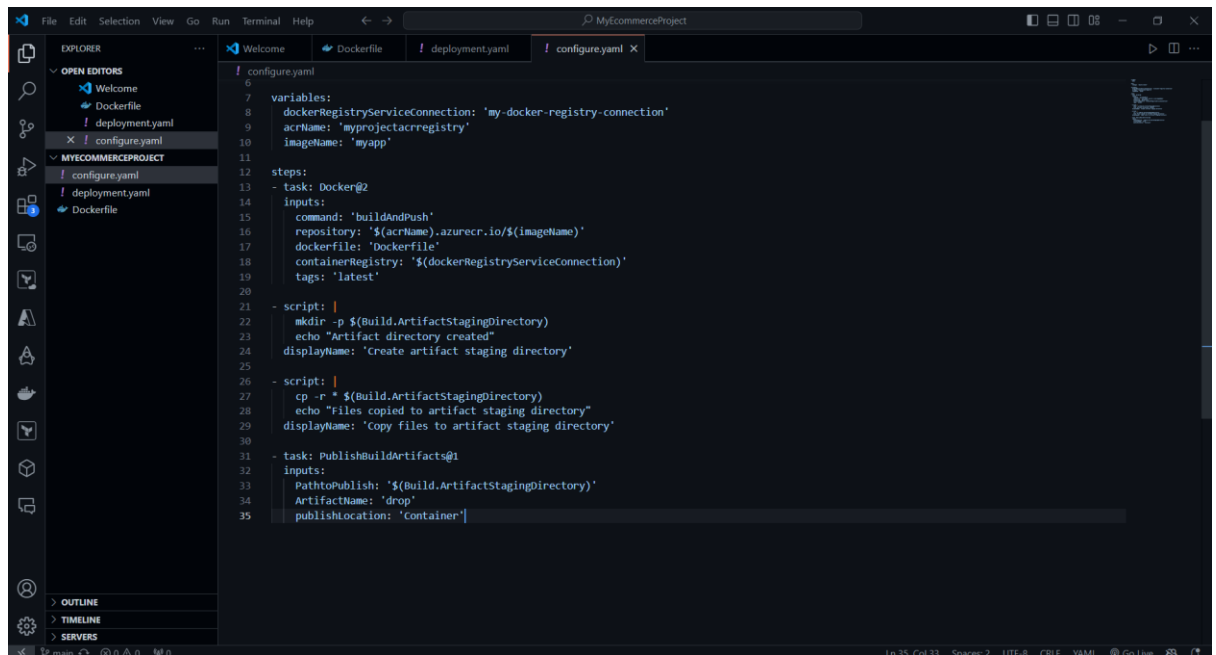 File Edit Selection View Go Run Terminal Help
MyEcommerceProject
EXPLORER
OPEN EDITORS
Welcome
Dockerfile
! deployment.yaml
! configure.yaml
MYECOMMERCEPROJECT
! configure.yaml
! deployment.yaml
Dockerfile
3
OUTLINE
TIMELINE
SERVERS
Welcome Dockerfile ! deployment.yaml ! configure.yaml
! configure.yaml
6
7 variables:
8 dockerRegistryServiceConnection: 'my-docker-registry-connection'
9 acrName: 'myprojectacrregistry'
10 imageName: 'myapp'
11
12 steps:
13 - task: Docker@2
14 inputs:
15 command: 'buildAndPush'
16 repository: '$(acrName).azurecr.io/$(imageName)'
17 dockerfile: 'Dockerfile'
18 containerRegistry: '$(dockerRegistryServiceConnection)'
19 tags: 'latest'
20
21 - script: |
22 mkdir -p $(Build.ArtifactStagingDirectory)
23 echo "Artifact directory created"
24 displayName: 'Create artifact staging directory'
25
26 - script: |
27 cp -r * $(Build.ArtifactStagingDirectory)
28 echo "Files copied to artifact staging directory"
29 displayName: 'Copy files to artifact staging directory'
30
31 - task: PublishBuildArtifacts@1
32 inputs:
33 PathtoPublish: '$(Build.ArtifactStagingDirectory)'
34 ArtifactName: 'drop'
35 publishLocation: 'Container'
main 0 0 0 Ln 35, Col 33 Spaces: 2 UTF-8 CRLF YAML Go Live